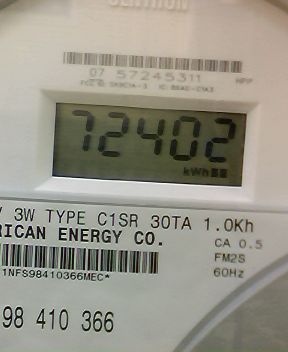 CENTRON
07 57245311
72402
kWh
V 3W TYPE C1SR 30TA 1.0Kh
RICAN ENERGY CO.
CA 0.5
FM2S
60Hz
1NFS98410366MEC*
98 410 366